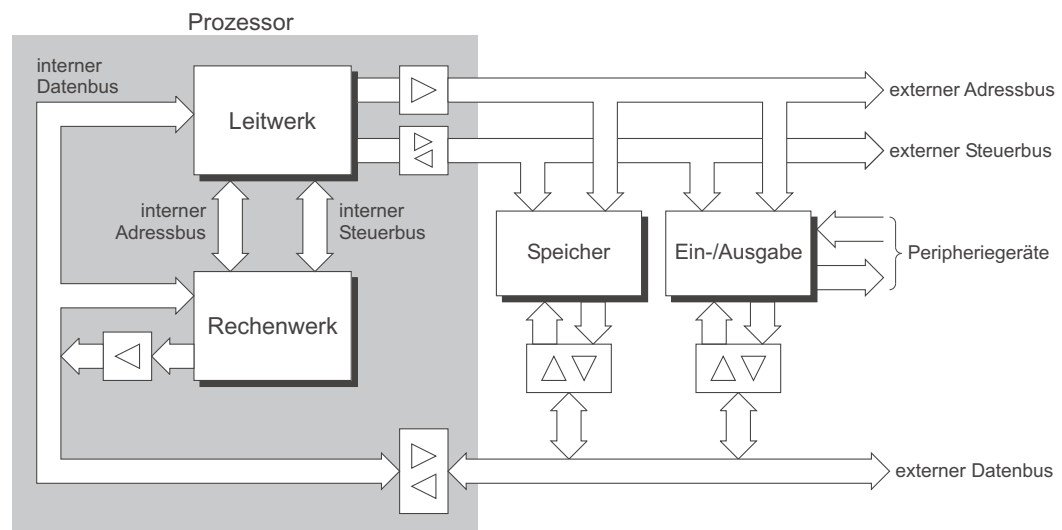 Prozessor
interner
Datenbus
Leitwerk
externer Adressbus
externer Steuerbus
interner
Adressbus
interner
Steuerbus
Speicher
Ein-/Ausgabe
Peripheriegeräte
Rechenwerk
externer Datenbus